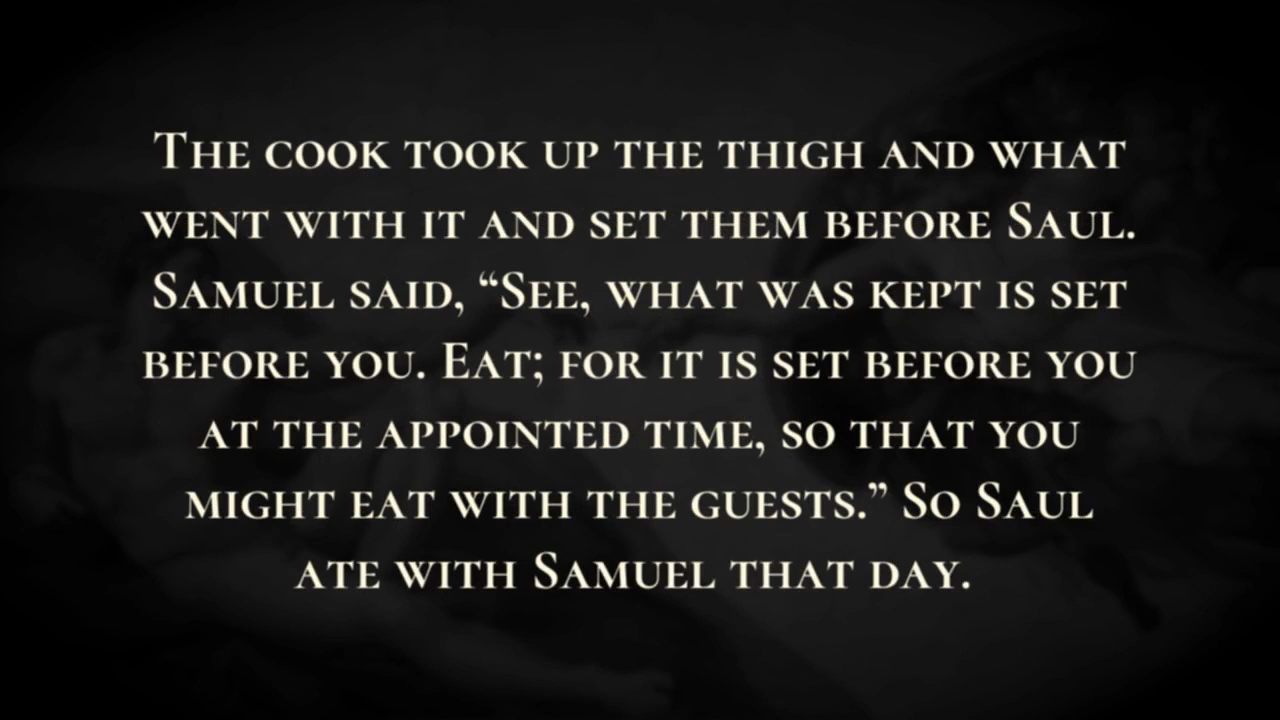 The cook took up the thigh and what
went with it and set them before Saul.
Samuel said, “See, what was kept is set
before you. Eat; for it is set before you
at the appointed time, so that you
might eat with the guests.” So Saul
ate with Samuel that day.